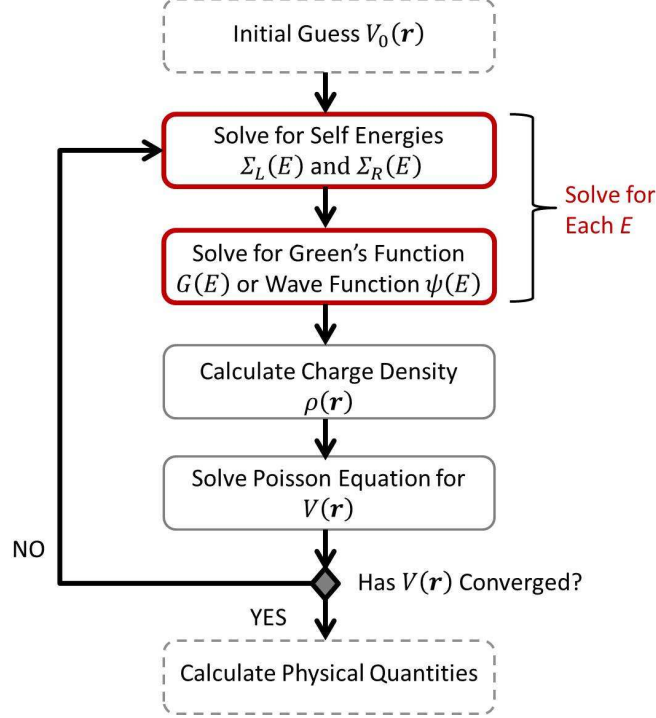 Initial Guess V₀(r)
Solve for Self Energies
Σ_L(E) and Σ_R(E)
Solve for
Each E
Solve for Green's Function
G(E) or Wave Function ψ(E)
Calculate Charge Density
ρ(r)
Solve Poisson Equation for
V(r)
NO
Has V(r) Converged?
YES
Calculate Physical Quantities